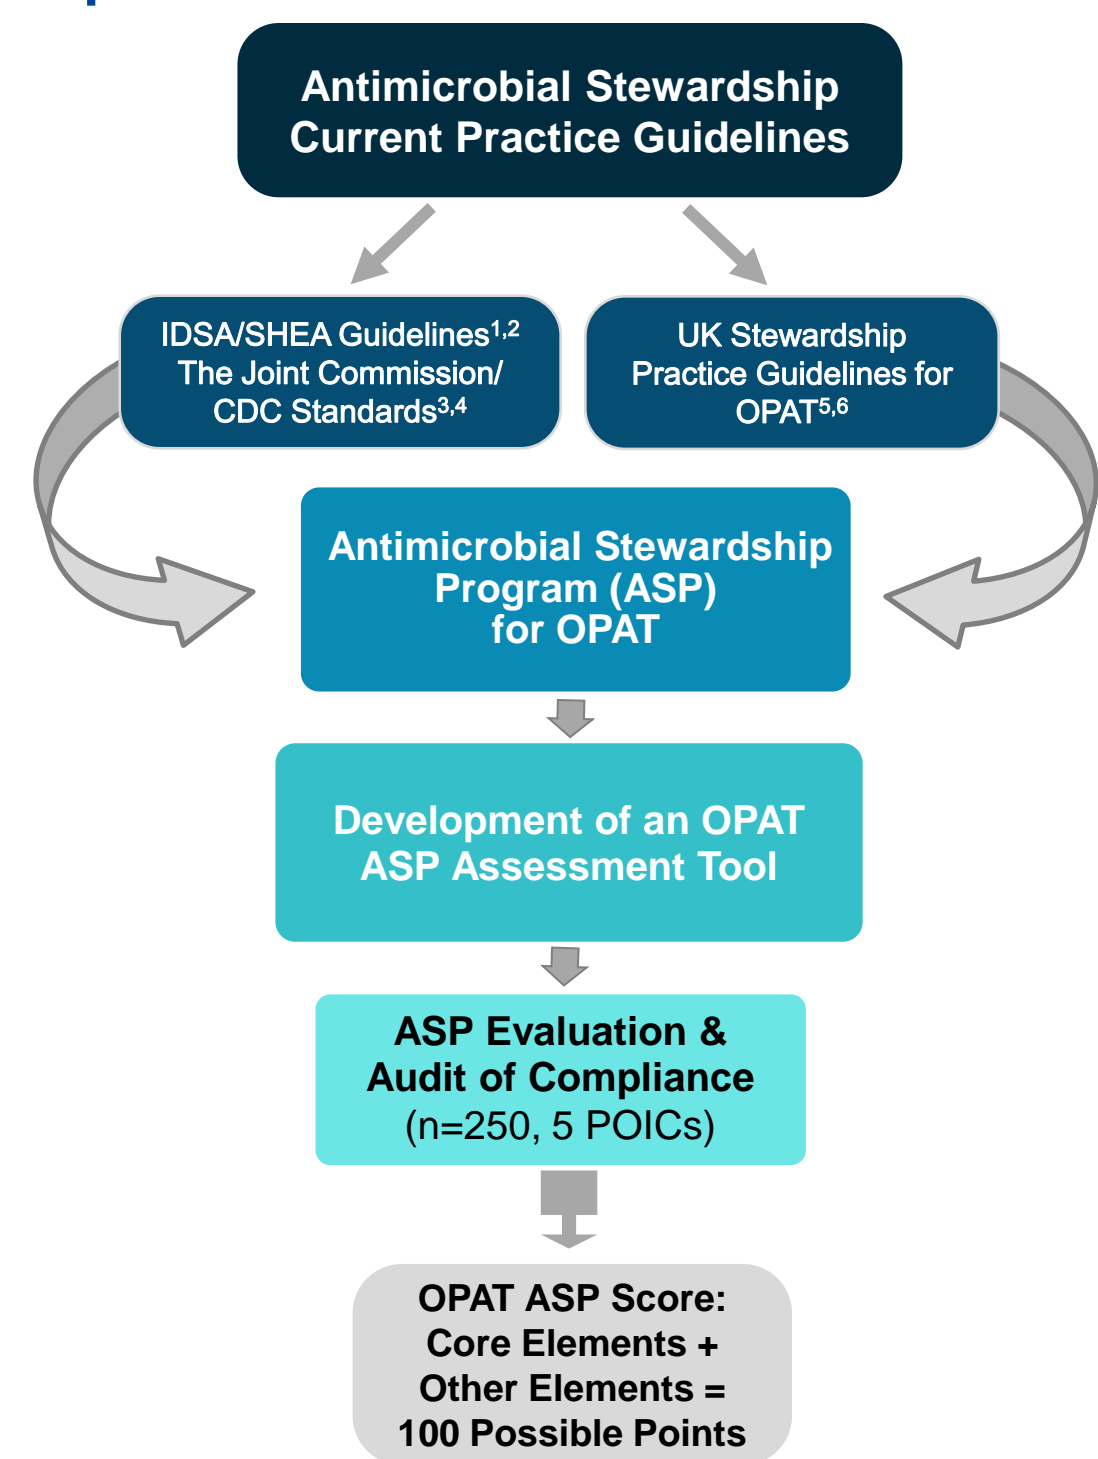 Antimicrobial Stewardship
Current Practice Guidelines
IDSA/SHEA Guidelines1,2
The Joint Commission/
CDC Standards3,4
UK Stewardship
Practice Guidelines for
OPAT5,6
Antimicrobial Stewardship
Program (ASP)
for OPAT
Development of an OPAT
ASP Assessment Tool
ASP Evaluation &
Audit of Compliance
(n=250, 5 POICs)
OPAT ASP Score:
Core Elements +
Other Elements =
100 Possible Points